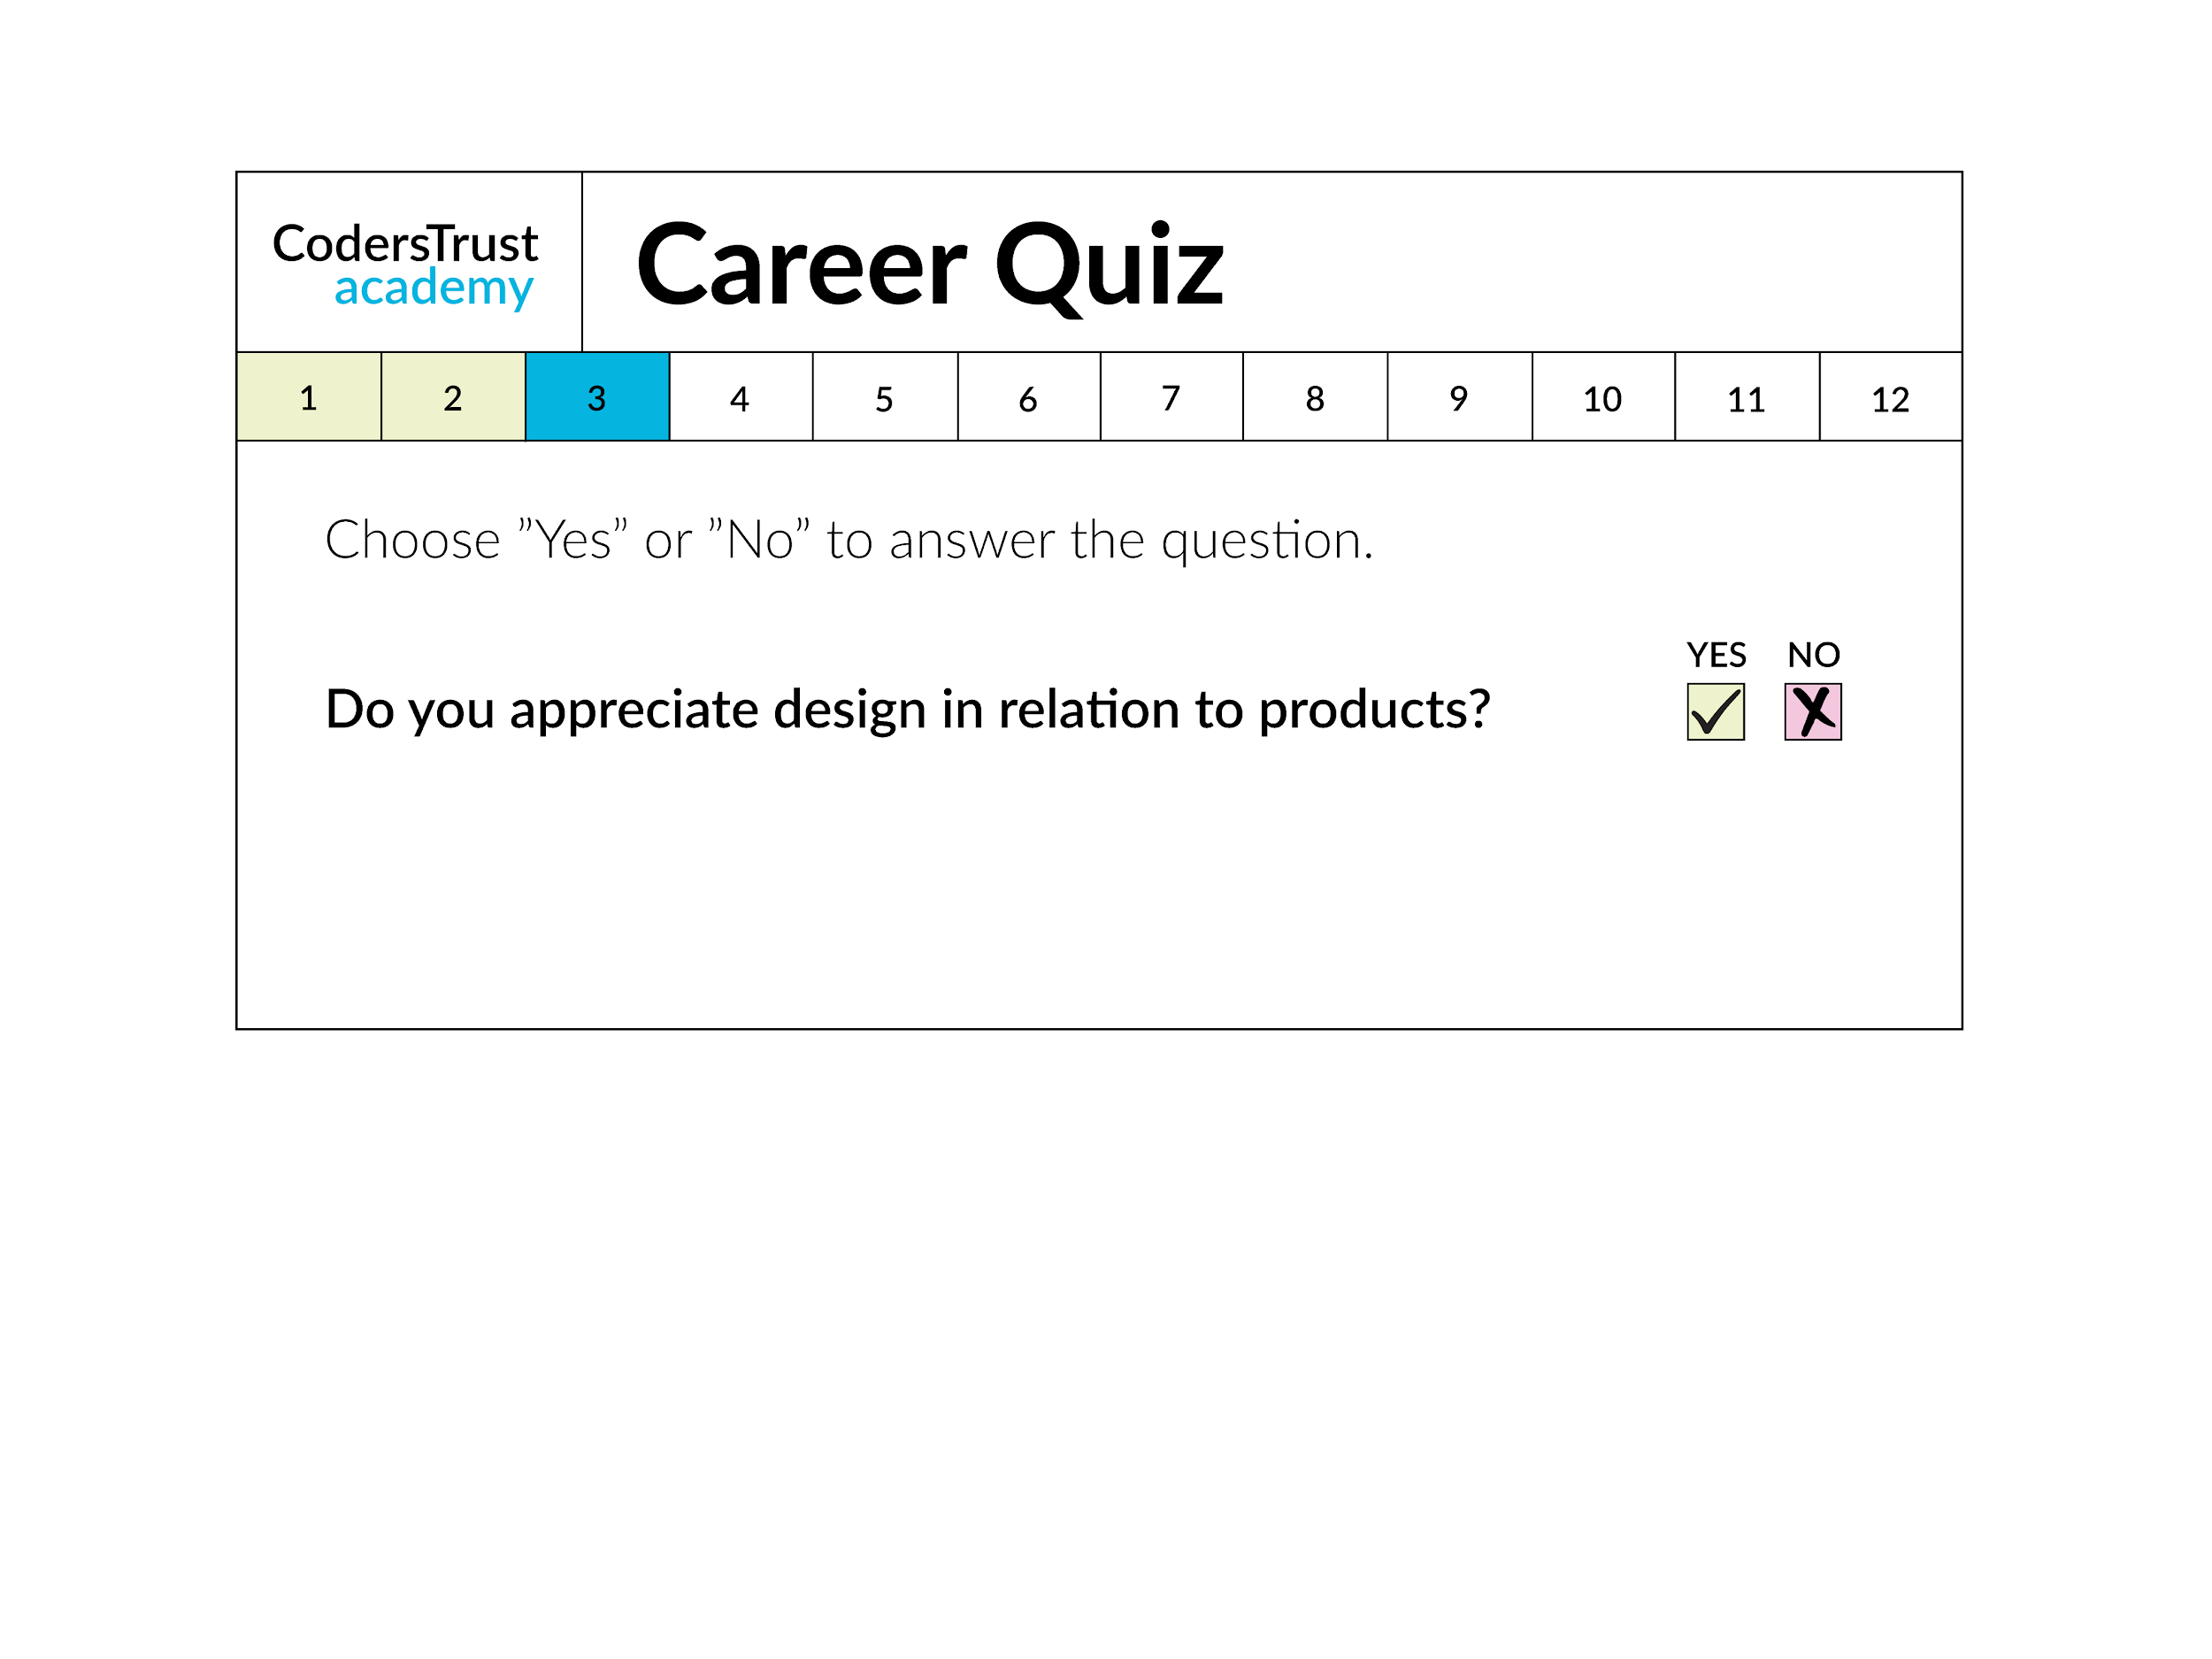 CodersTrust
academy
Career Quiz
1 2 3 4 5 6 7 8 9 10 11 12
Choose ”Yes” or ”No” to answer the question.
YES NO
Do you appreciate design in relation to products?